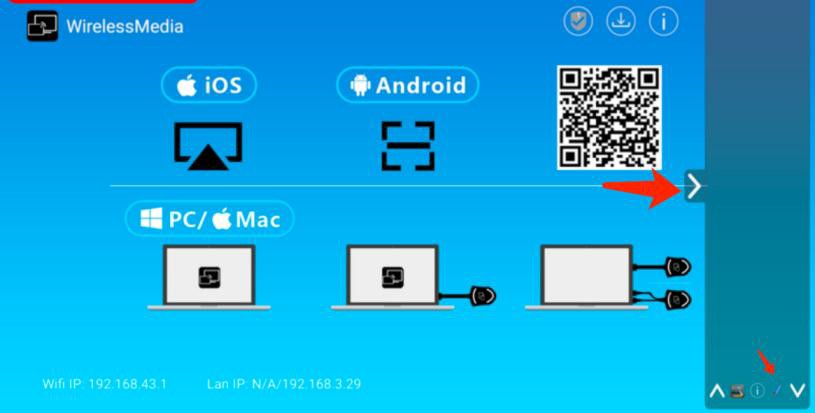 WirelessMedia
iOS
Android
PC/ Mac
Wifi IP: 192.168.43.1 Lan IP: N/A/192.168.3.29